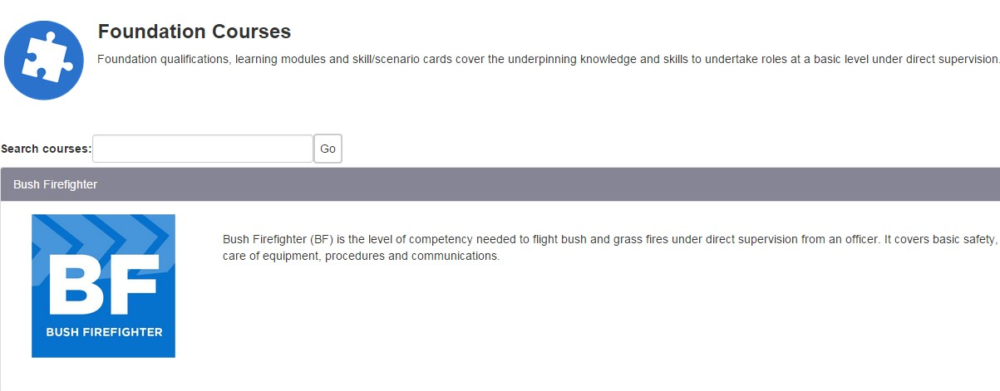 Foundation Courses
Foundation qualifications, learning modules and skill/scenario cards cover the underpinning knowledge and skills to undertake roles at a basic level under direct supervision.
Search courses:
Go
Bush Firefighter
BF
BUSH FIREFIGHTER
Bush Firefighter (BF) is the level of competency needed to flight bush and grass fires under direct supervision from an officer. It covers basic safety,
care of equipment, procedures and communications.